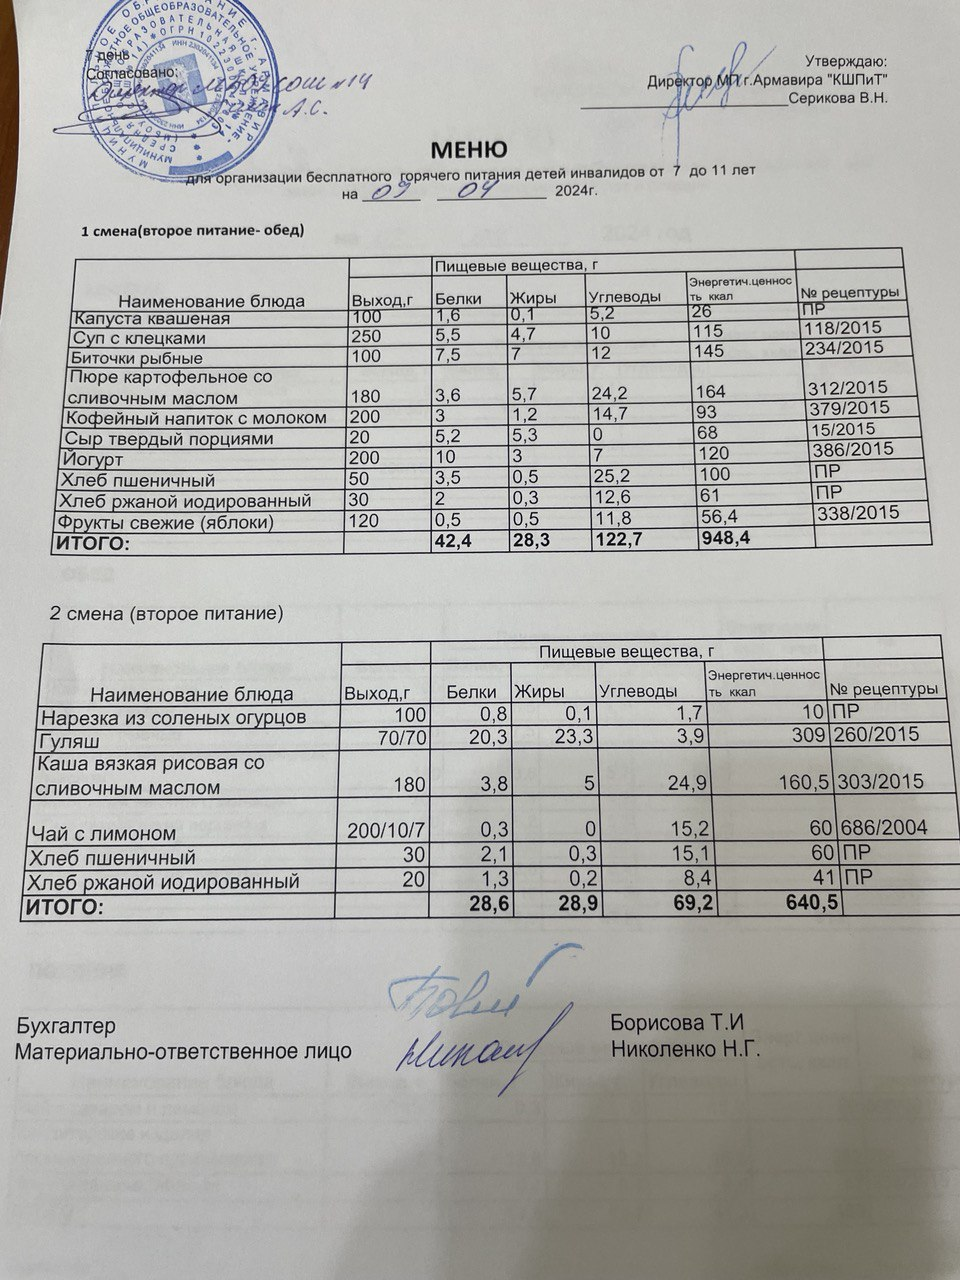 7 день
Согласовано:
Директор МБОУ СОШ №14
А.С.
Утверждаю:
Директор МП г.Армавира "КШПиТ"
Серикова В.Н.
МЕНЮ
для организации бесплатного горячего питания детей инвалидов от 7 до 11 лет
на 09 04 2024г.
1 смена(второе питание- обед)
Пищевые вещества, г
Наименование блюда Выход,г Белки Жиры Углеводы Энергетич.ценнос ть ккал № рецептуры
Капуста квашеная 100 1,6 0,1 5,2 26 ПР
Суп с клецками 250 5,5 4,7 10 115 118/2015
Биточки рыбные 100 7,5 7 12 145 234/2015
Пюре картофельное со
сливочным маслом 180 3,6 5,7 24,2 164 312/2015
Кофейный напиток с молоком 200 3 1,2 14,7 93 379/2015
Сыр твердый порциями 20 5,2 5,3 0 68 15/2015
Йогурт 200 10 3 7 120 386/2015
Хлеб пшеничный 50 3,5 0,5 25,2 100 ПР
Хлеб ржаной иодированный 30 2 0,3 12,6 61 ПР
Фрукты свежие (яблоки) 120 0,5 0,5 11,8 56,4 338/2015
ИТОГО: 42,4 28,3 122,7 948,4
2 смена (второе питание)
Пищевые вещества, г
Наименование блюда Выход,г Белки Жиры Углеводы Энергетич.ценнос ть ккал № рецептуры
Нарезка из соленых огурцов 100 0,8 0,1 1,7 10 ПР
Гуляш 70/70 20,3 23,3 3,9 309 260/2015
Каша вязкая рисовая со
сливочным маслом 180 3,8 5 24,9 160,5 303/2015
Чай с лимоном 200/10/7 0,3 0 15,2 60 686/2004
Хлеб пшеничный 30 2,1 0,3 15,1 60 ПР
Хлеб ржаной иодированный 20 1,3 0,2 8,4 41 ПР
ИТОГО: 28,6 28,9 69,2 640,5
Бухгалтер Борисова Т.И
Материально-ответственное лицо Николенко Н.Г.